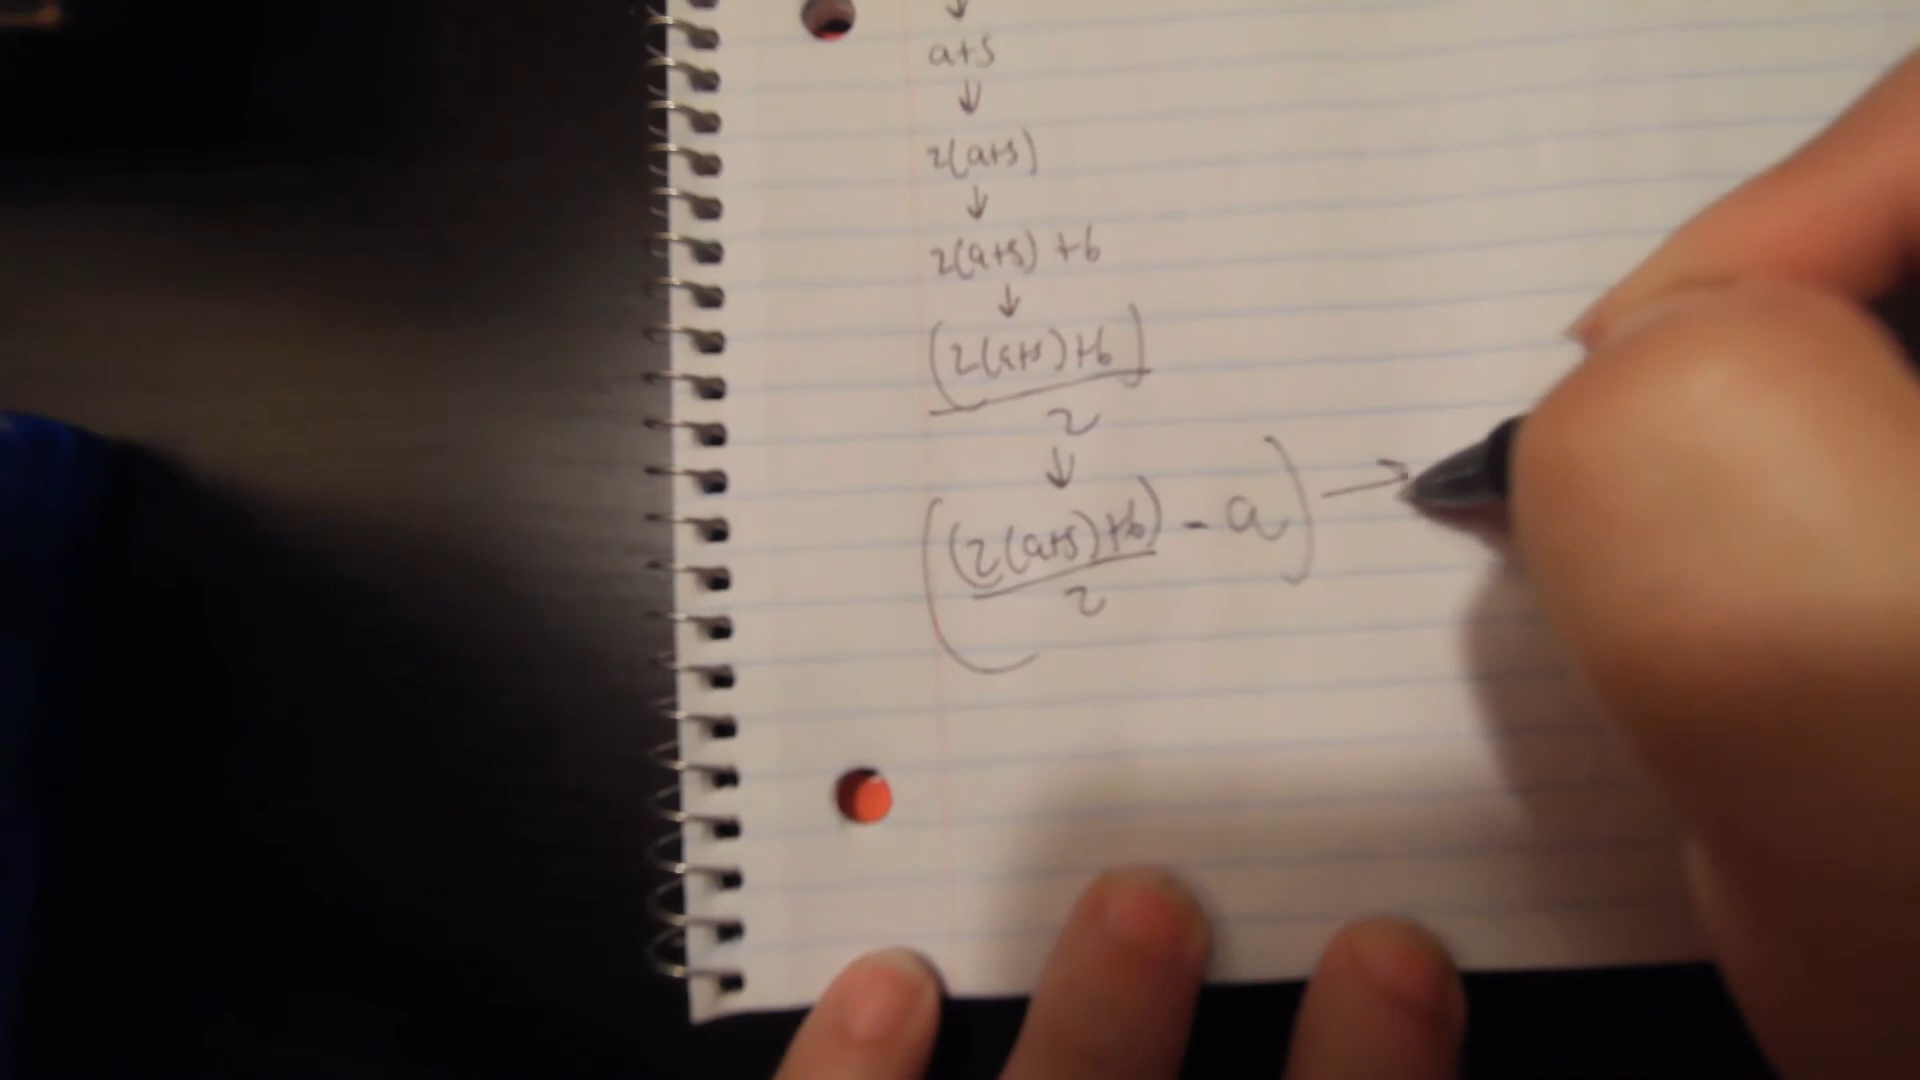 ↓
a+5
↓
2(a+5)
↓
2(a+5) +6
↓
(2(a+5)+6)
2
↓
((2(a+5)+6) - a) →
2